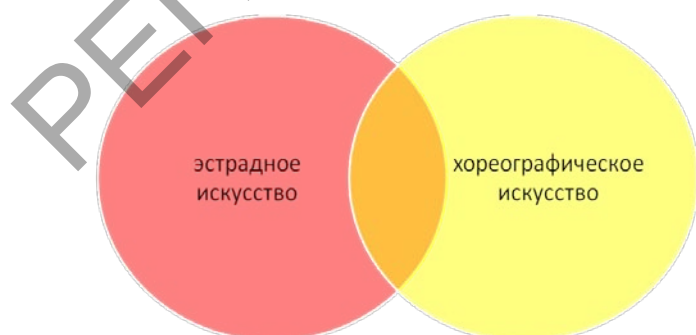 эстрадное
искусство
хореографическое
искусство